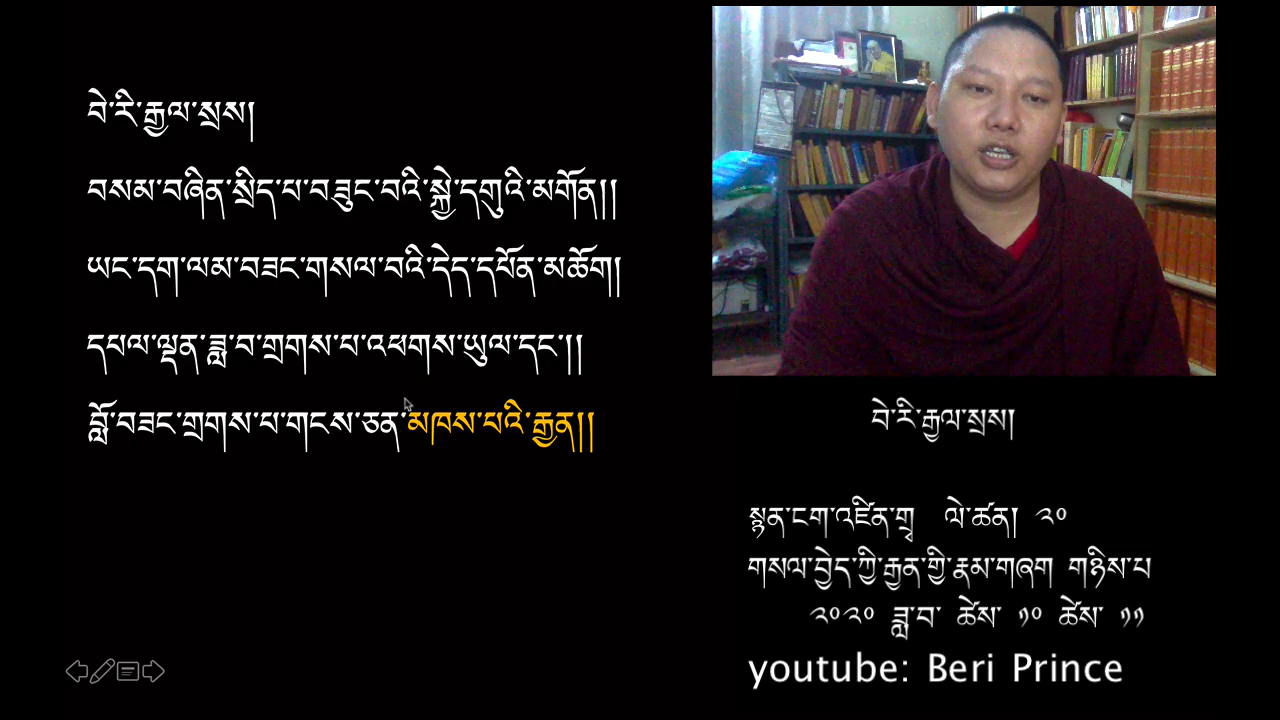 བེ་རི་རྒྱལ་སྲས།
བསམ་བཞིན་སྲིད་པ་བཟུང་བའི་སྐྱེ་དགུའི་མགོན།།
ཡང་དག་ལམ་བཟང་གསལ་བའི་དེད་དཔོན་མཆོག།
དཔལ་ལྡན་ཟླ་བ་གྲགས་པ་འཕགས་ཡུལ་དང་།།
བློ་བཟང་གྲགས་པ་གངས་ཅན་མཁས་པའི་རྒྱན།།
བེ་རི་རྒྱལ་སྲས།
སྙན་ངག་འཛིན་གྲྭ ལེ་ཚན། ༢༠
གསལ་བྱེད་ཀྱི་རྒྱན་གྱི་རྣམ་གཞག གཉིས་པ
༢༠༢༠ ཟླ་བ་ ཚེས་ ༡༠ ཚེས་ ༡༡
youtube: Beri Prince